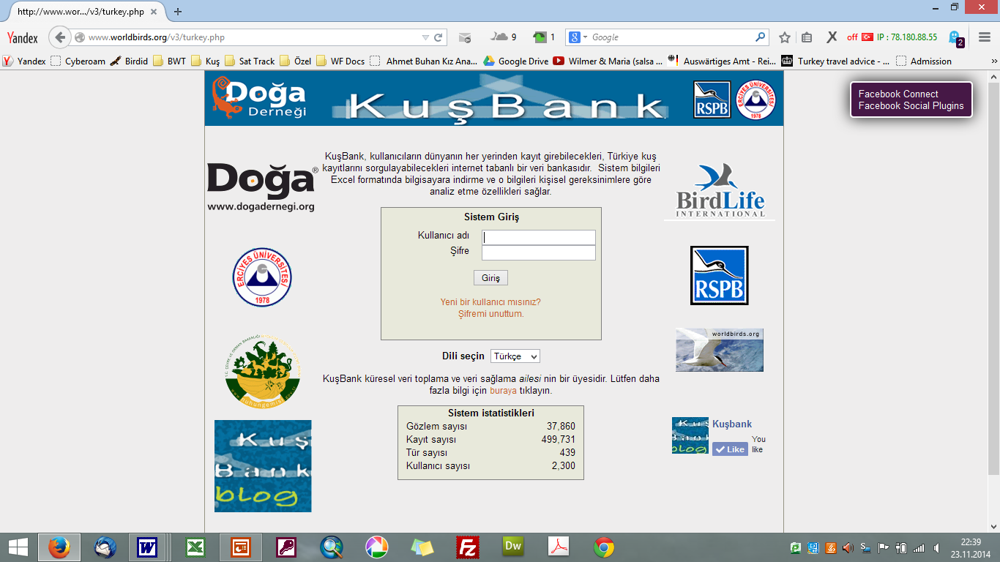 http://www.wor.../v3/turkey.php
Yandex
www.worldbirds.org/v3/turkey.php
9
1
Google
off
IP : 78.180.88.55
2
Yandex
Cyberoam
Birdid
BWT
Kuş
Sat Track
Özel
WF Docs
Ahmet Buhan Kız Ana...
Google Drive
Wilmer & Maria (salsa ...
Auswärtiges Amt - Rei...
Turkey travel advice - ...
Admission
Doğa
Derneği
KuşBank
RSPB
1978
Facebook Connect
Facebook Social Plugins
Doğa®
www.dogadernegi.org
KuşBank, kullanıcıların dünyanın her yerinden kayıt girebilecekleri, Türkiye kuş
kayıtlarını sorgulayabilecekleri internet tabanlı bir veri bankasıdır. Sistem bilgileri
Excel formatında bilgisayara indirme ve o bilgileri kişisel gereksinimlere göre
analiz etme özellikleri sağlar.
BirdLife
INTERNATIONAL
Sistem Giriş
Kullanıcı adı
Şifre
Giriş
Yeni bir kullanıcı mısınız?
Şifremi unuttum.
ERCİYES ÜNİVERSİTESİ
1978
RSPB
worldbirds.org
Dili seçin Türkçe
KuşBank küresel veri toplama ve veri sağlama ailesi nin bir üyesidir. Lütfen daha
fazla bilgi için buraya tıklayın.
Sistem istatistikleri
Gözlem sayısı 37,860
Kayıt sayısı 499,731
Tür sayısı 439
Kullanıcı sayısı 2,300
Kuş
Bank
blog
Kuş
Bank
blog
Kuşbank
Like
You
like
Dw
22:39
23.11.2014